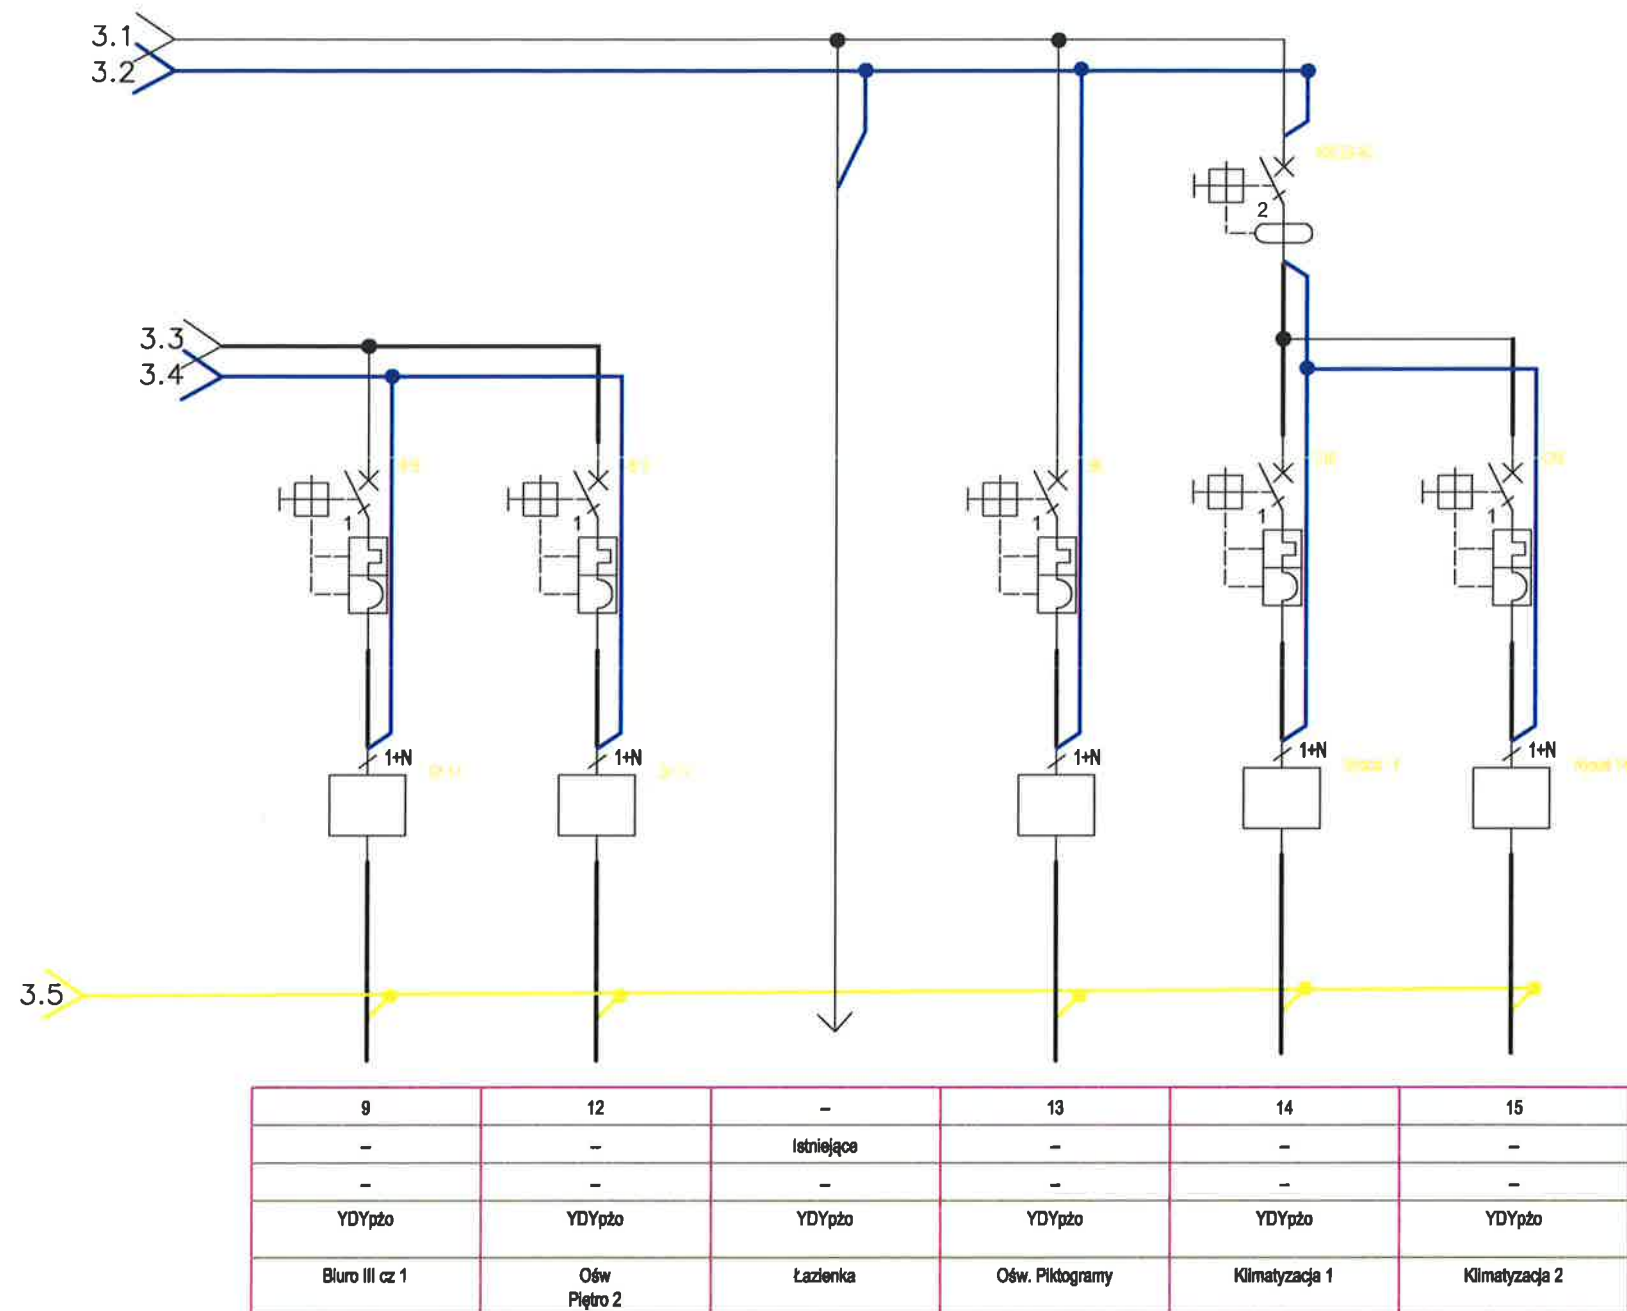 3.1
3.2
2
3.3
3.4
1
1
1
1
1
1+N
1+N
1+N
1+N
1+N
3.5
9 12 – 13 14 15
– – Istniejące – – –
– – – – – –
YDYpżo YDYpżo YDYpżo YDYpżo YDYpżo YDYpżo
Biuro III cz 1 Ośw Łazienka Ośw. Piktogramy Klimatyzacja 1 Klimatyzacja 2
Piętro 2